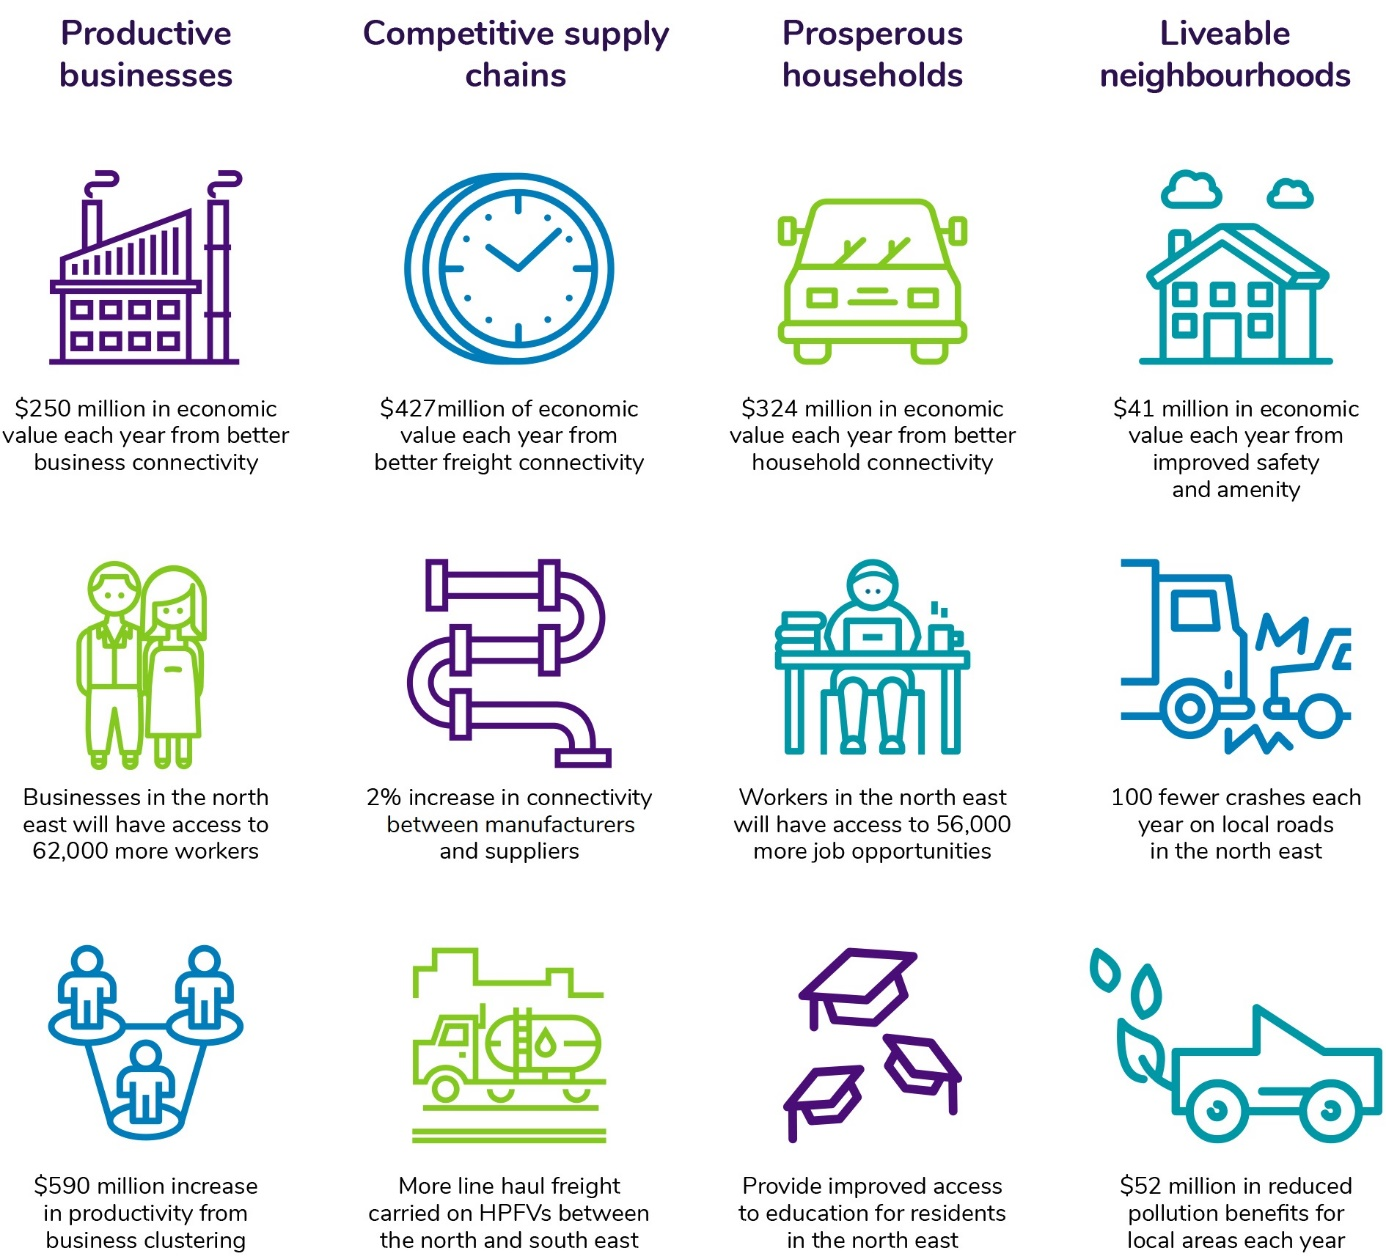 Productive
businesses
Competitive supply
chains
Prosperous
households
Liveable
neighbourhoods
$250 million in economic
value each year from better
business connectivity
$427million of economic
value each year from
better freight connectivity
$324 million in economic
value each year from better
household connectivity
$41 million in economic
value each year from
improved safety
and amenity
Businesses in the north
east will have access to
62,000 more workers
2% increase in connectivity
between manufacturers
and suppliers
Workers in the north east
will have access to 56,000
more job opportunities
100 fewer crashes each
year on local roads
in the north east
$590 million increase
in productivity from
business clustering
More line haul freight
carried on HPFVs between
the north and south east
Provide improved access
to education for residents
in the north east
$52 million in reduced
pollution benefits for
local areas each year